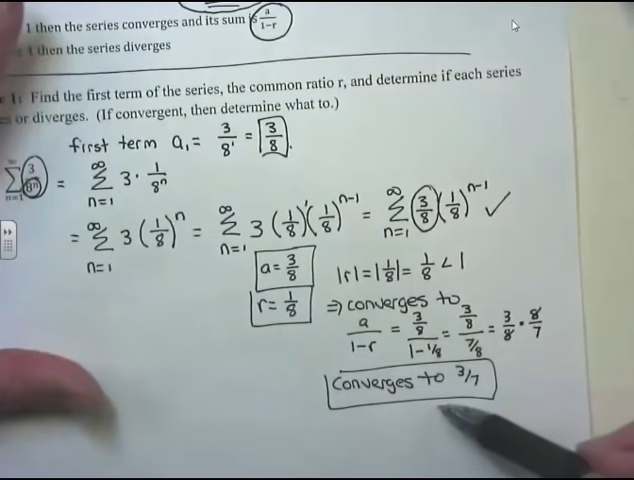 1 then the series converges and its sum is a/(1-r)
1 then the series diverges
1: Find the first term of the series, the common ratio r, and determine if each series
or diverges. (If convergent, then determine what to.)
first term a₁ = 3/8¹ = 3/8.
∑_{n=1}^{∞} 3/8ⁿ = ∑_{n=1}^{∞} 3 · 1/8ⁿ
= ∑_{n=1}^{∞} 3(1/8)ⁿ = ∑_{n=1}^{∞} 3(1/8)¹(1/8)ⁿ⁻¹ = ∑_{n=1}^{∞} (3/8)(1/8)ⁿ⁻¹ ✓
a = 3/8
|r| = |1/8| = 1/8 < 1
r = 1/8
⇒ converges to
a/(1-r) = (3/8)/(1-1/8) = (3/8)/(7/8) = 3/8 · 8/7
Converges to 3/7